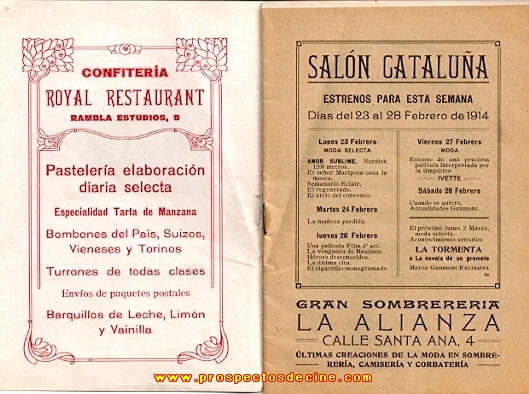 CONFITERÍA
ROYAL RESTAURANT
RAMBLA ESTUDIOS, 8
Pastelería elaboración
diaria selecta
Especialidad Tarta de Manzana
Bombones del País, Suizos,
Vieneses y Torinos
Turrones de todas clases
Envíos de paquetes postales
Barquillos de Leche, Limón
y Vainilla
SALÓN CATALUÑA
ESTRENOS PARA ESTA SEMANA
Días del 23 al 28 Febrero de 1914
Lunes 23 Febrero
MODA SELECTA
AMOR SUBLIME. Nordisk
1200 metros.
El señor Mariposa caza la
mosca.
Semanario Eclair.
El regenerado.
El atrio del convento.
Martes 24 Febrero
La muñeca perdida.
Jueves 26 Febrero
Una película Film d' art.
La venganza de Bautista.
Héroes desconocidos.
La última cita.
El cigarrillo monogramado
Viernes 27 Febrero
MODA
Estreno de una preciosa
película interpretada por la
simpática
IVETTE
Sábado 28 Febrero
Cuando se quiere.
Actualidades Gaumont.
El próximo lunes 2 Marzo,
moda selecta.
Acontecimiento artístico
LA TORMENTA
o La novela de un grumete
Marca Gaumont-Exclusiva
GRAN SOMBRERERIA
LA ALIANZA
CALLE SANTA ANA, 4
ÚLTIMAS CREACIONES DE LA MODA EN SOMBRE-
RERÍA, CAMISERÍA Y CORBATERÍA
www.prospectosdecine.com